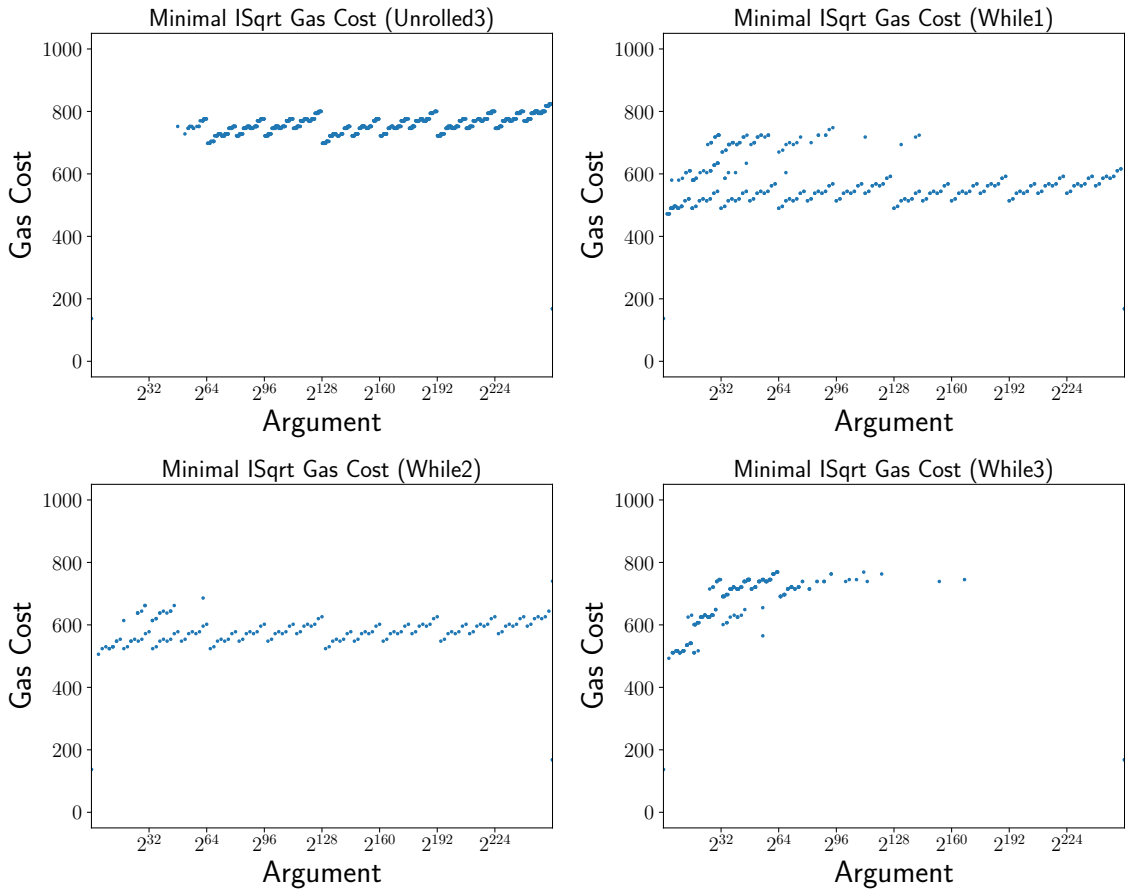 Minimal ISqrt Gas Cost (Unrolled3)
1000
800
600
400
200
0
Gas Cost
2^32 2^64 2^96 2^128 2^160 2^192 2^224
Argument
Minimal ISqrt Gas Cost (While1)
1000
800
600
400
200
0
Gas Cost
2^32 2^64 2^96 2^128 2^160 2^192 2^224
Argument
Minimal ISqrt Gas Cost (While2)
1000
800
600
400
200
0
Gas Cost
2^32 2^64 2^96 2^128 2^160 2^192 2^224
Argument
Minimal ISqrt Gas Cost (While3)
1000
800
600
400
200
0
Gas Cost
2^32 2^64 2^96 2^128 2^160 2^192 2^224
Argument